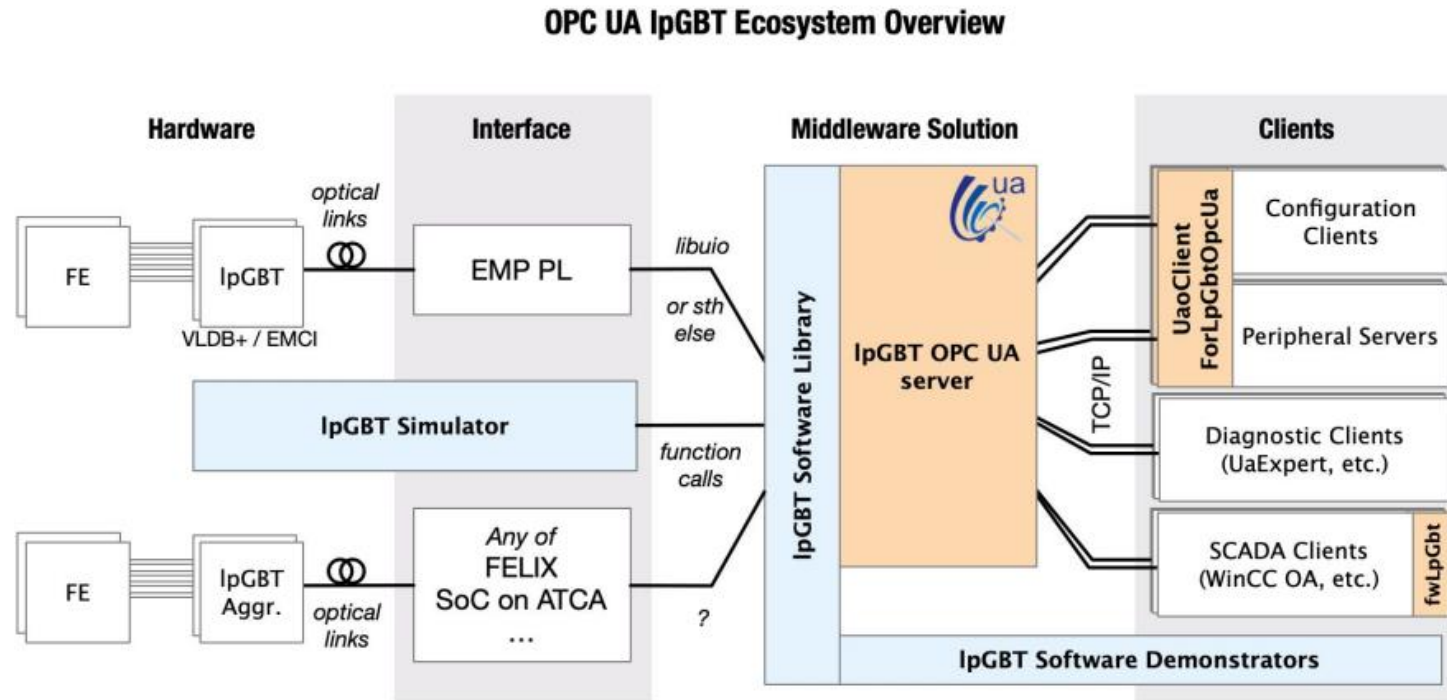 OPC UA lpGBT Ecosystem Overview
Hardware
Interface
Middleware Solution
Clients
FE
lpGBT
VLDB+ / EMCI
optical
links
EMP PL
libuio
or sth
else
lpGBT Simulator
function
calls
FE
lpGBT
Aggr.
optical
links
Any of
FELIX
SoC on ATCA
...
?
lpGBT Software Library
ua
lpGBT OPC UA
server
TCP/IP
UaoClient
ForLpGbtOpcUa
Configuration
Clients
Peripheral Servers
Diagnostic Clients
(UaExpert, etc.)
SCADA Clients
(WinCC OA, etc.)
fwLpGbt
lpGBT Software Demonstrators